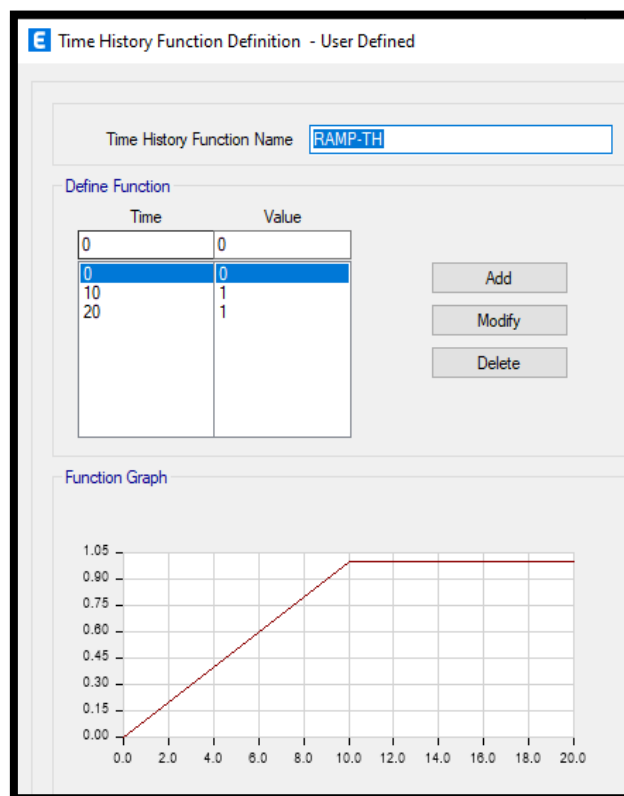 E Time History Function Definition - User Defined
Time History Function Name RAMP-TH
Define Function
Time Value
0 0
0 0
10 1
20 1
Add
Modify
Delete
Function Graph
1.05
0.90
0.75
0.60
0.45
0.30
0.15
0.00
0.0 2.0 4.0 6.0 8.0 10.0 12.0 14.0 16.0 18.0 20.0